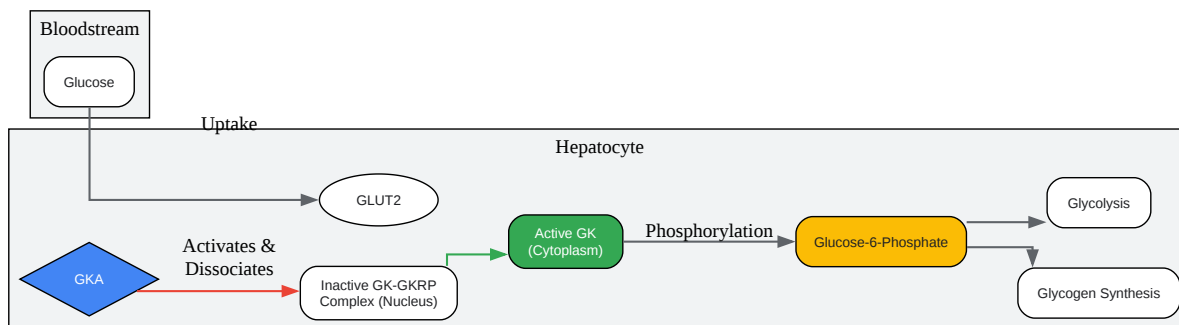 Bloodstream
Glucose
Uptake
Hepatocyte
GLUT2
Glycolysis
Active GK
(Cytoplasm)
Phosphorylation
Glucose-6-Phosphate
Activates &
Dissociates
GKA
Inactive GK-GKRP
Complex (Nucleus)
Glycogen Synthesis